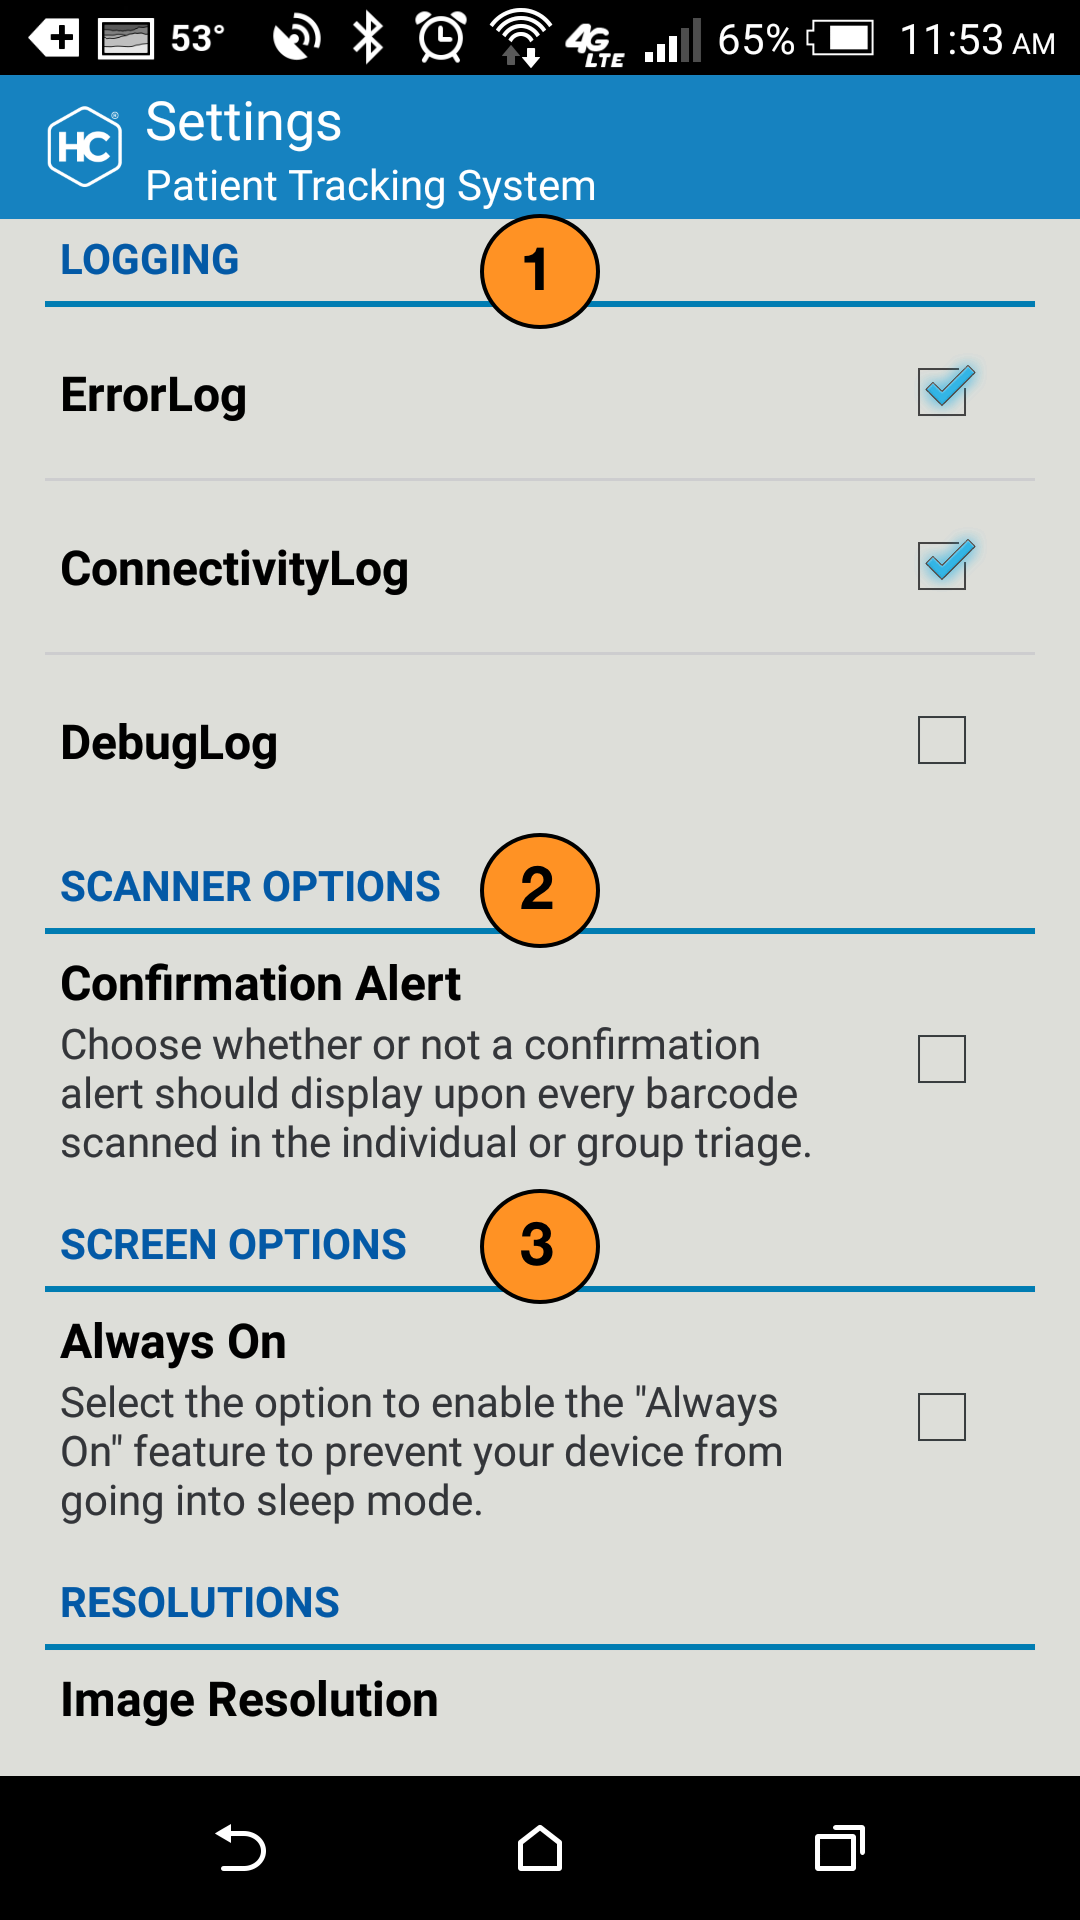 53° 4G LTE 65% 11:53 AM
HC® Settings
Patient Tracking System
LOGGING 1
ErrorLog
ConnectivityLog
DebugLog
SCANNER OPTIONS 2
Confirmation Alert
Choose whether or not a confirmation
alert should display upon every barcode
scanned in the individual or group triage.
SCREEN OPTIONS 3
Always On
Select the option to enable the "Always
On" feature to prevent your device from
going into sleep mode.
RESOLUTIONS
Image Resolution